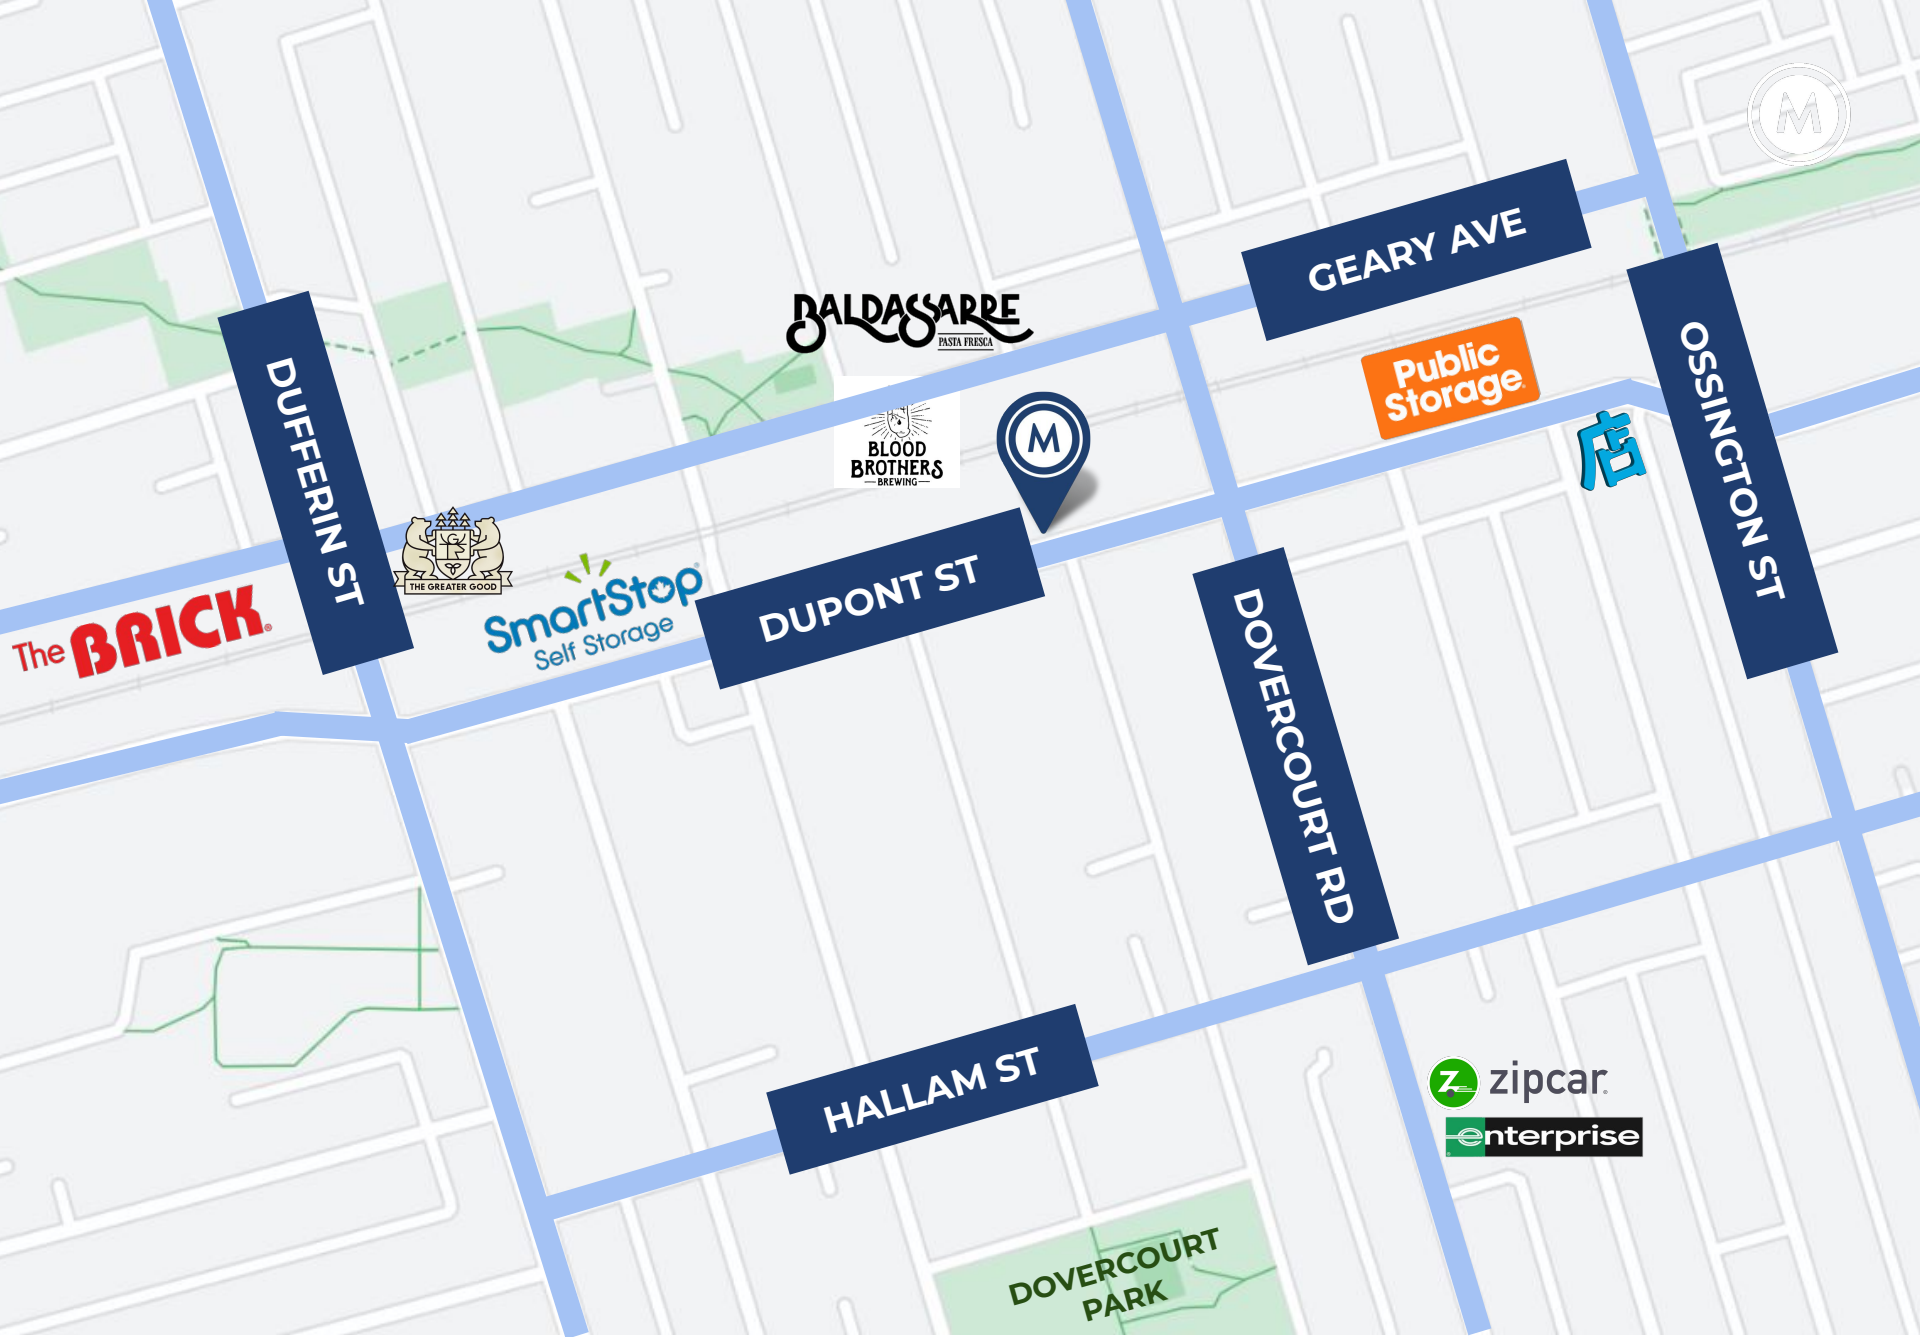 M
GEARY AVE
BALDASSARRE
PASTA FRESCA
DUFFERIN ST
Public
Storage
OSSINGTON ST
BLOOD
BROTHERS
BREWING
M
店
THE GREATER GOOD
The BRICK
SmartStop
Self Storage
DUPONT ST
DOVERCOURT RD
HALLAM ST
zipcar
enterprise
DOVERCOURT
PARK